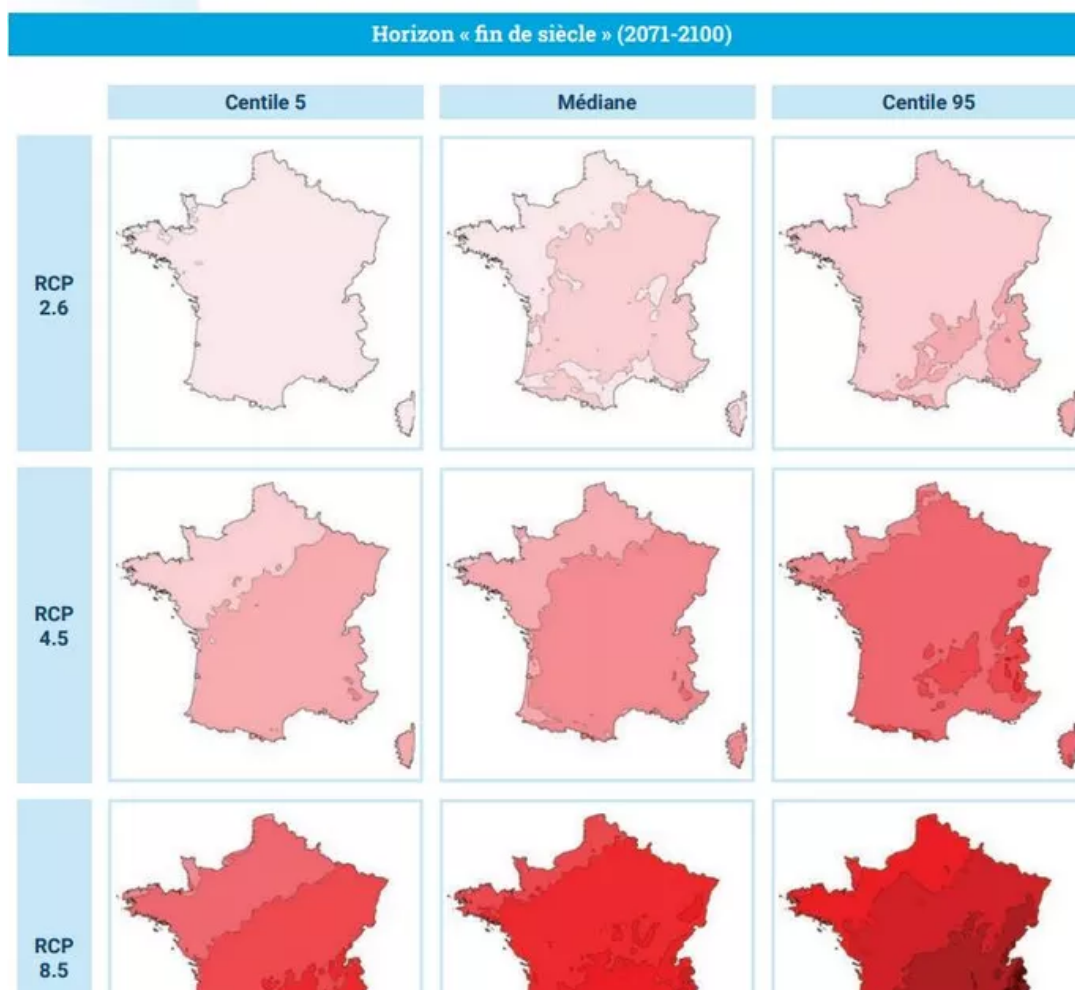 Horizon « fin de siècle » (2071-2100)
Centile 5
Médiane
Centile 95
RCP
2.6
RCP
4.5
RCP
8.5